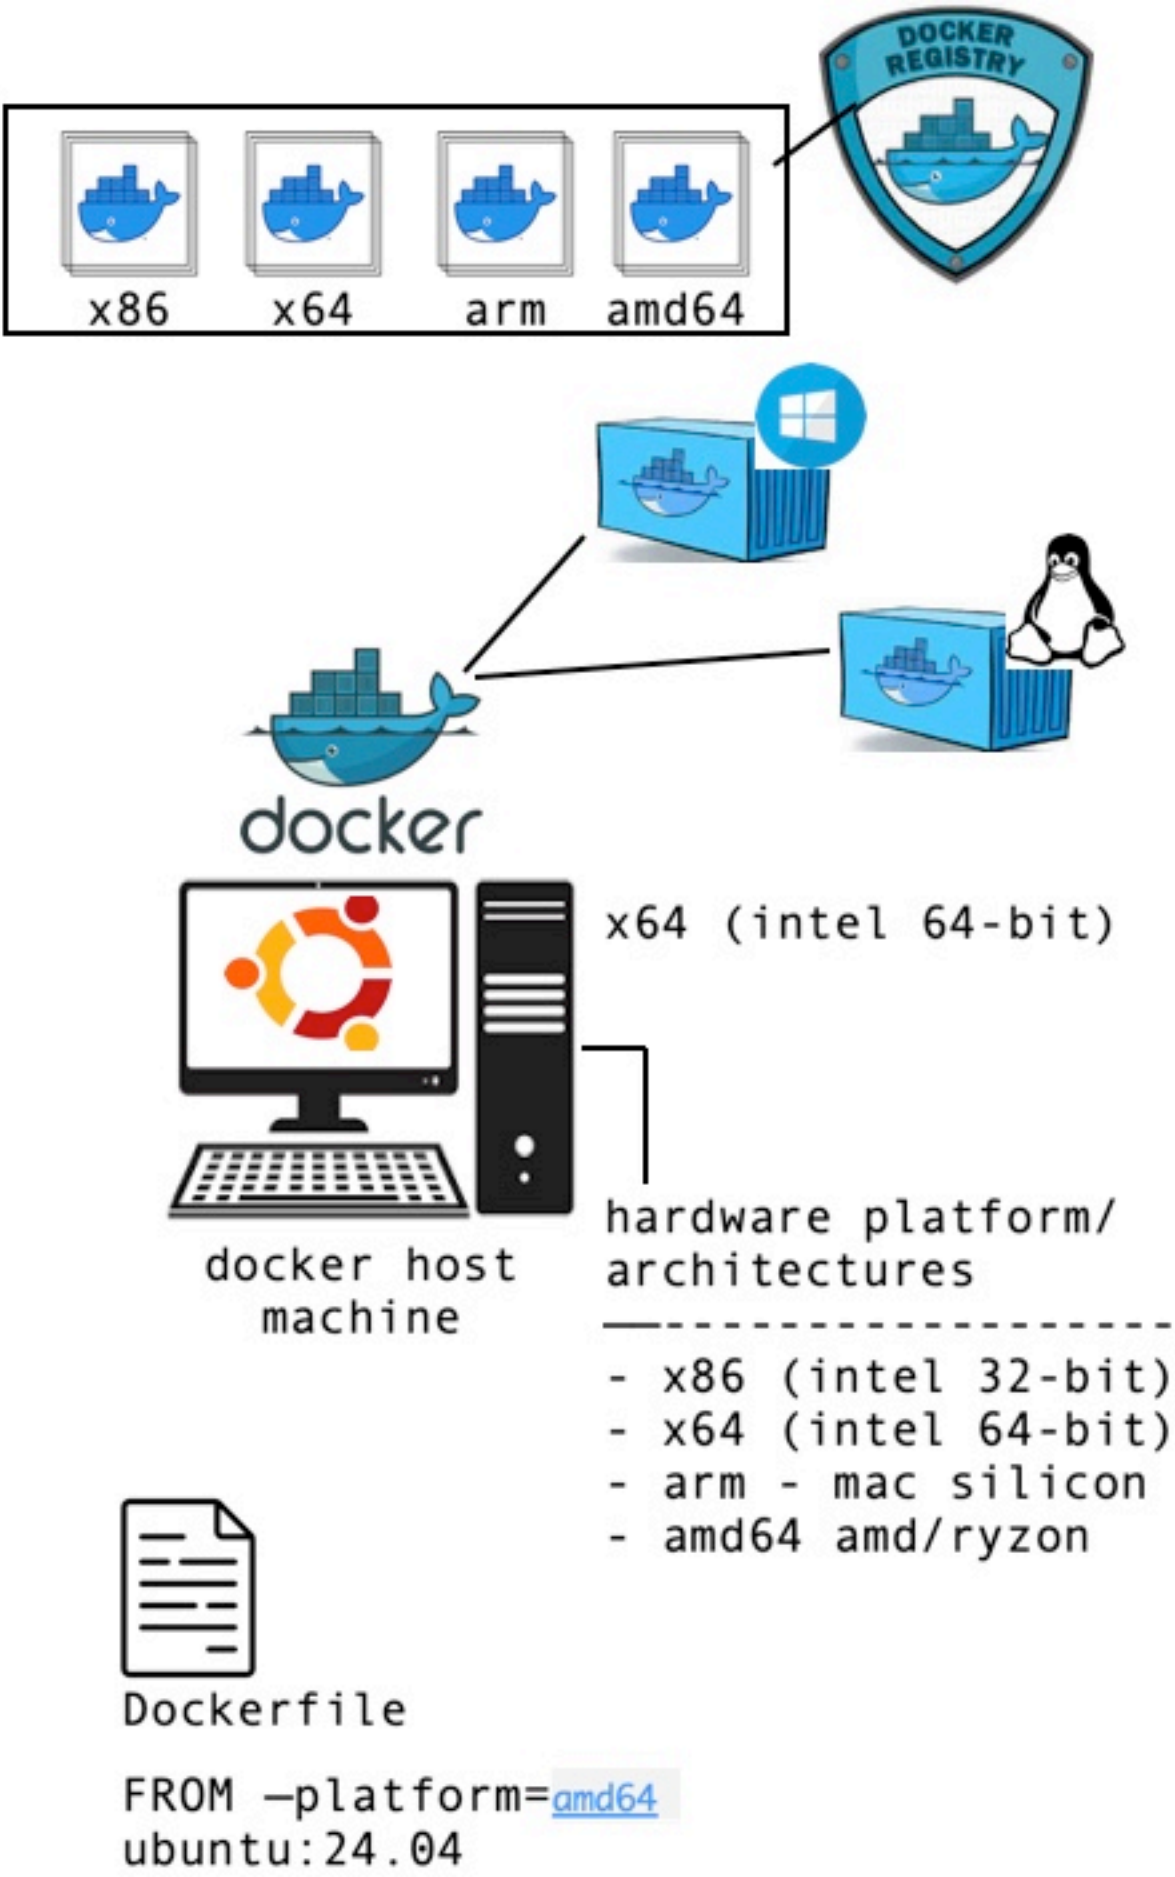 DOCKER
REGISTRY
x86 x64 arm amd64
docker
x64 (intel 64-bit)
docker host
machine
hardware platform/
architectures
——------------------
- x86 (intel 32-bit)
- x64 (intel 64-bit)
- arm - mac silicon
- amd64 amd/ryzon
Dockerfile
FROM —platform=amd64
ubuntu:24.04